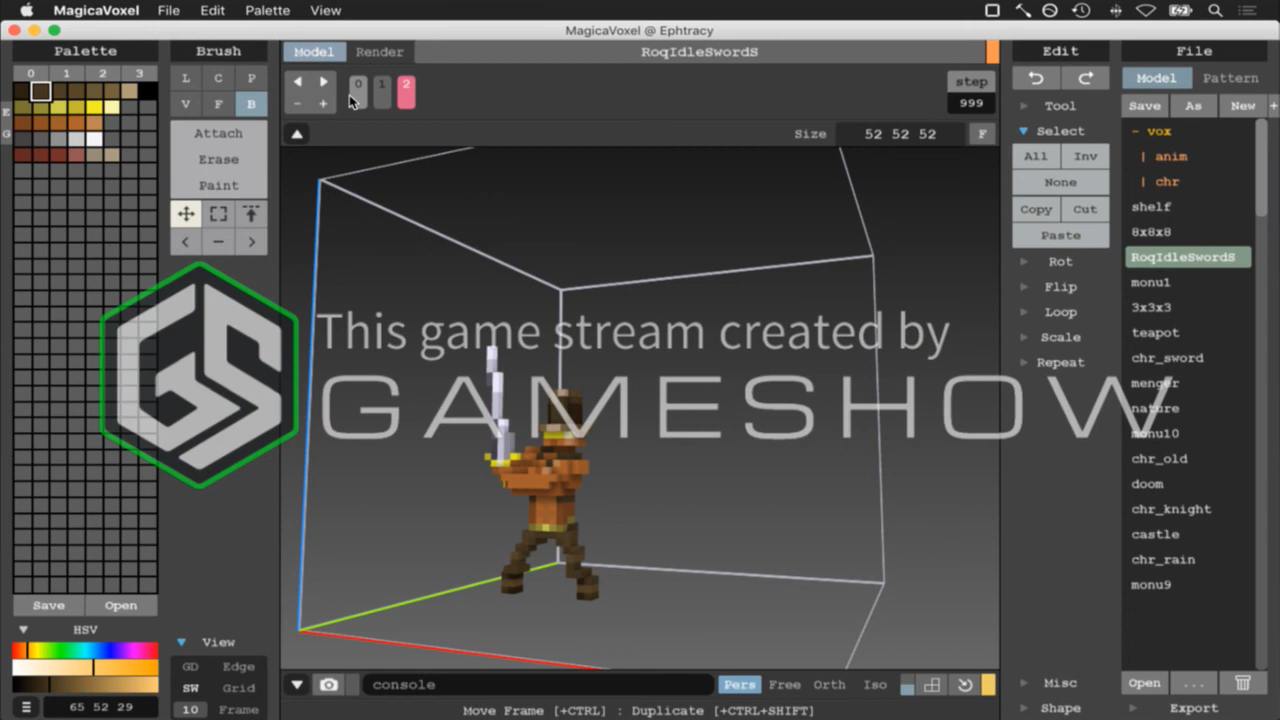 MagicaVoxel File Edit Palette View
MagicaVoxel @ Ephtracy
Palette
0 1 2 3
E
G
Save Open
HSV
65 52 29
Brush
L C P
V F B
Attach
Erase
Paint
View
GD Edge
SW Grid
10 Frame
Model Render RoqIdleSwordS
0 1 2
step
999
Size 52 52 52 F
This game stream created by
GAMESHOW
console Pers Free Orth Iso
Move Frame [+CTRL] : Duplicate [+CTRL+SHIFT]
Edit
Tool
Select
All Inv
None
Copy Cut
Paste
Rot
Flip
Loop
Scale
Repeat
Misc
Shape
File
Model Pattern
Save As New +
- vox
| anim
| chr
shelf
8x8x8
RoqIdleSwordS
monu1
3x3x3
teapot
chr_sword
menger
nature
monu10
chr_old
doom
chr_knight
castle
chr_rain
monu9
Open ...
Export